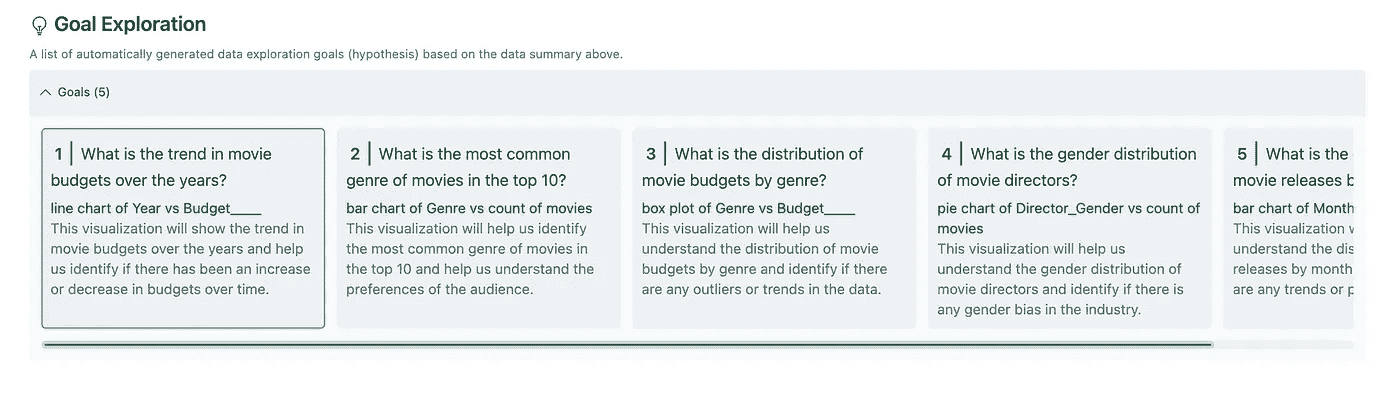 Goal Exploration
A list of automatically generated data exploration goals (hypothesis) based on the data summary above.
Goals (5)
1 | What is the trend in movie
budgets over the years?
line chart of Year vs Budget____
This visualization will show the trend in
movie budgets over the years and help
us identify if there has been an increase
or decrease in budgets over time.
2 | What is the most common
genre of movies in the top 10?
bar chart of Genre vs count of movies
This visualization will help us identify
the most common genre of movies in
the top 10 and help us understand the
preferences of the audience.
3 | What is the distribution of
movie budgets by genre?
box plot of Genre vs Budget____
This visualization will help us
understand the distribution of movie
budgets by genre and identify if there
are any outliers or trends in the data.
4 | What is the gender distribution
of movie directors?
pie chart of Director_Gender vs count of
movies
This visualization will help us
understand the gender distribution of
movie directors and identify if there is
any gender bias in the industry.
5 | What is the
movie releases
bar chart of Month
This visualization
understand the
releases by month
are any trends or